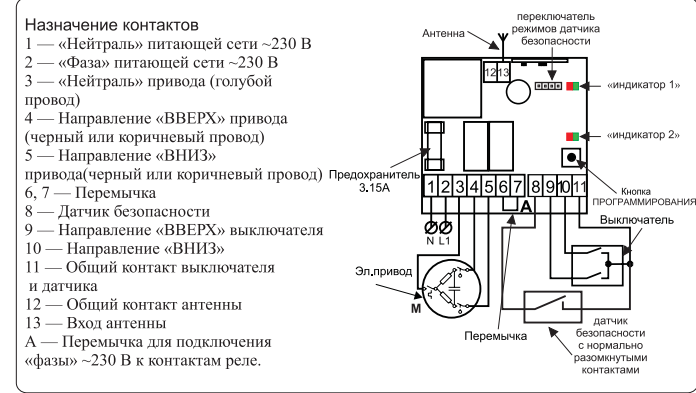 Назначение контактов
1 — «Нейтраль» питающей сети ~230 В
2 — «Фаза» питающей сети ~230 В
3 — «Нейтраль» привода (голубой
провод)
4 — Направление «ВВЕРХ» привода
(черный или коричневый провод)
5 — Направление «ВНИЗ»
привода(черный или коричневый провод)
6, 7 — Перемычка
8 — Датчик безопасности
9 — Направление «ВВЕРХ» выключателя
10 — Направление «ВНИЗ»
11 — Общий контакт выключателя
и датчика
12 — Общий контакт антенны
13 — Вход антенны
А — Перемычка для подключения
«фазы» ~230 В к контактам реле.
Антенна
переключатель
режимов датчика
безопасности
12 13
«индикатор 1»
«индикатор 2»
Предохранитель
3.15А
Кнопка
ПРОГРАММИРОВАНИЯ
1 2 3 4 5 6 7 8 9 10 11
А
Выключатель
N L1
Эл.привод
М
Перемычка
датчик
безопасности
с нормально
разомкнутыми
контактами.